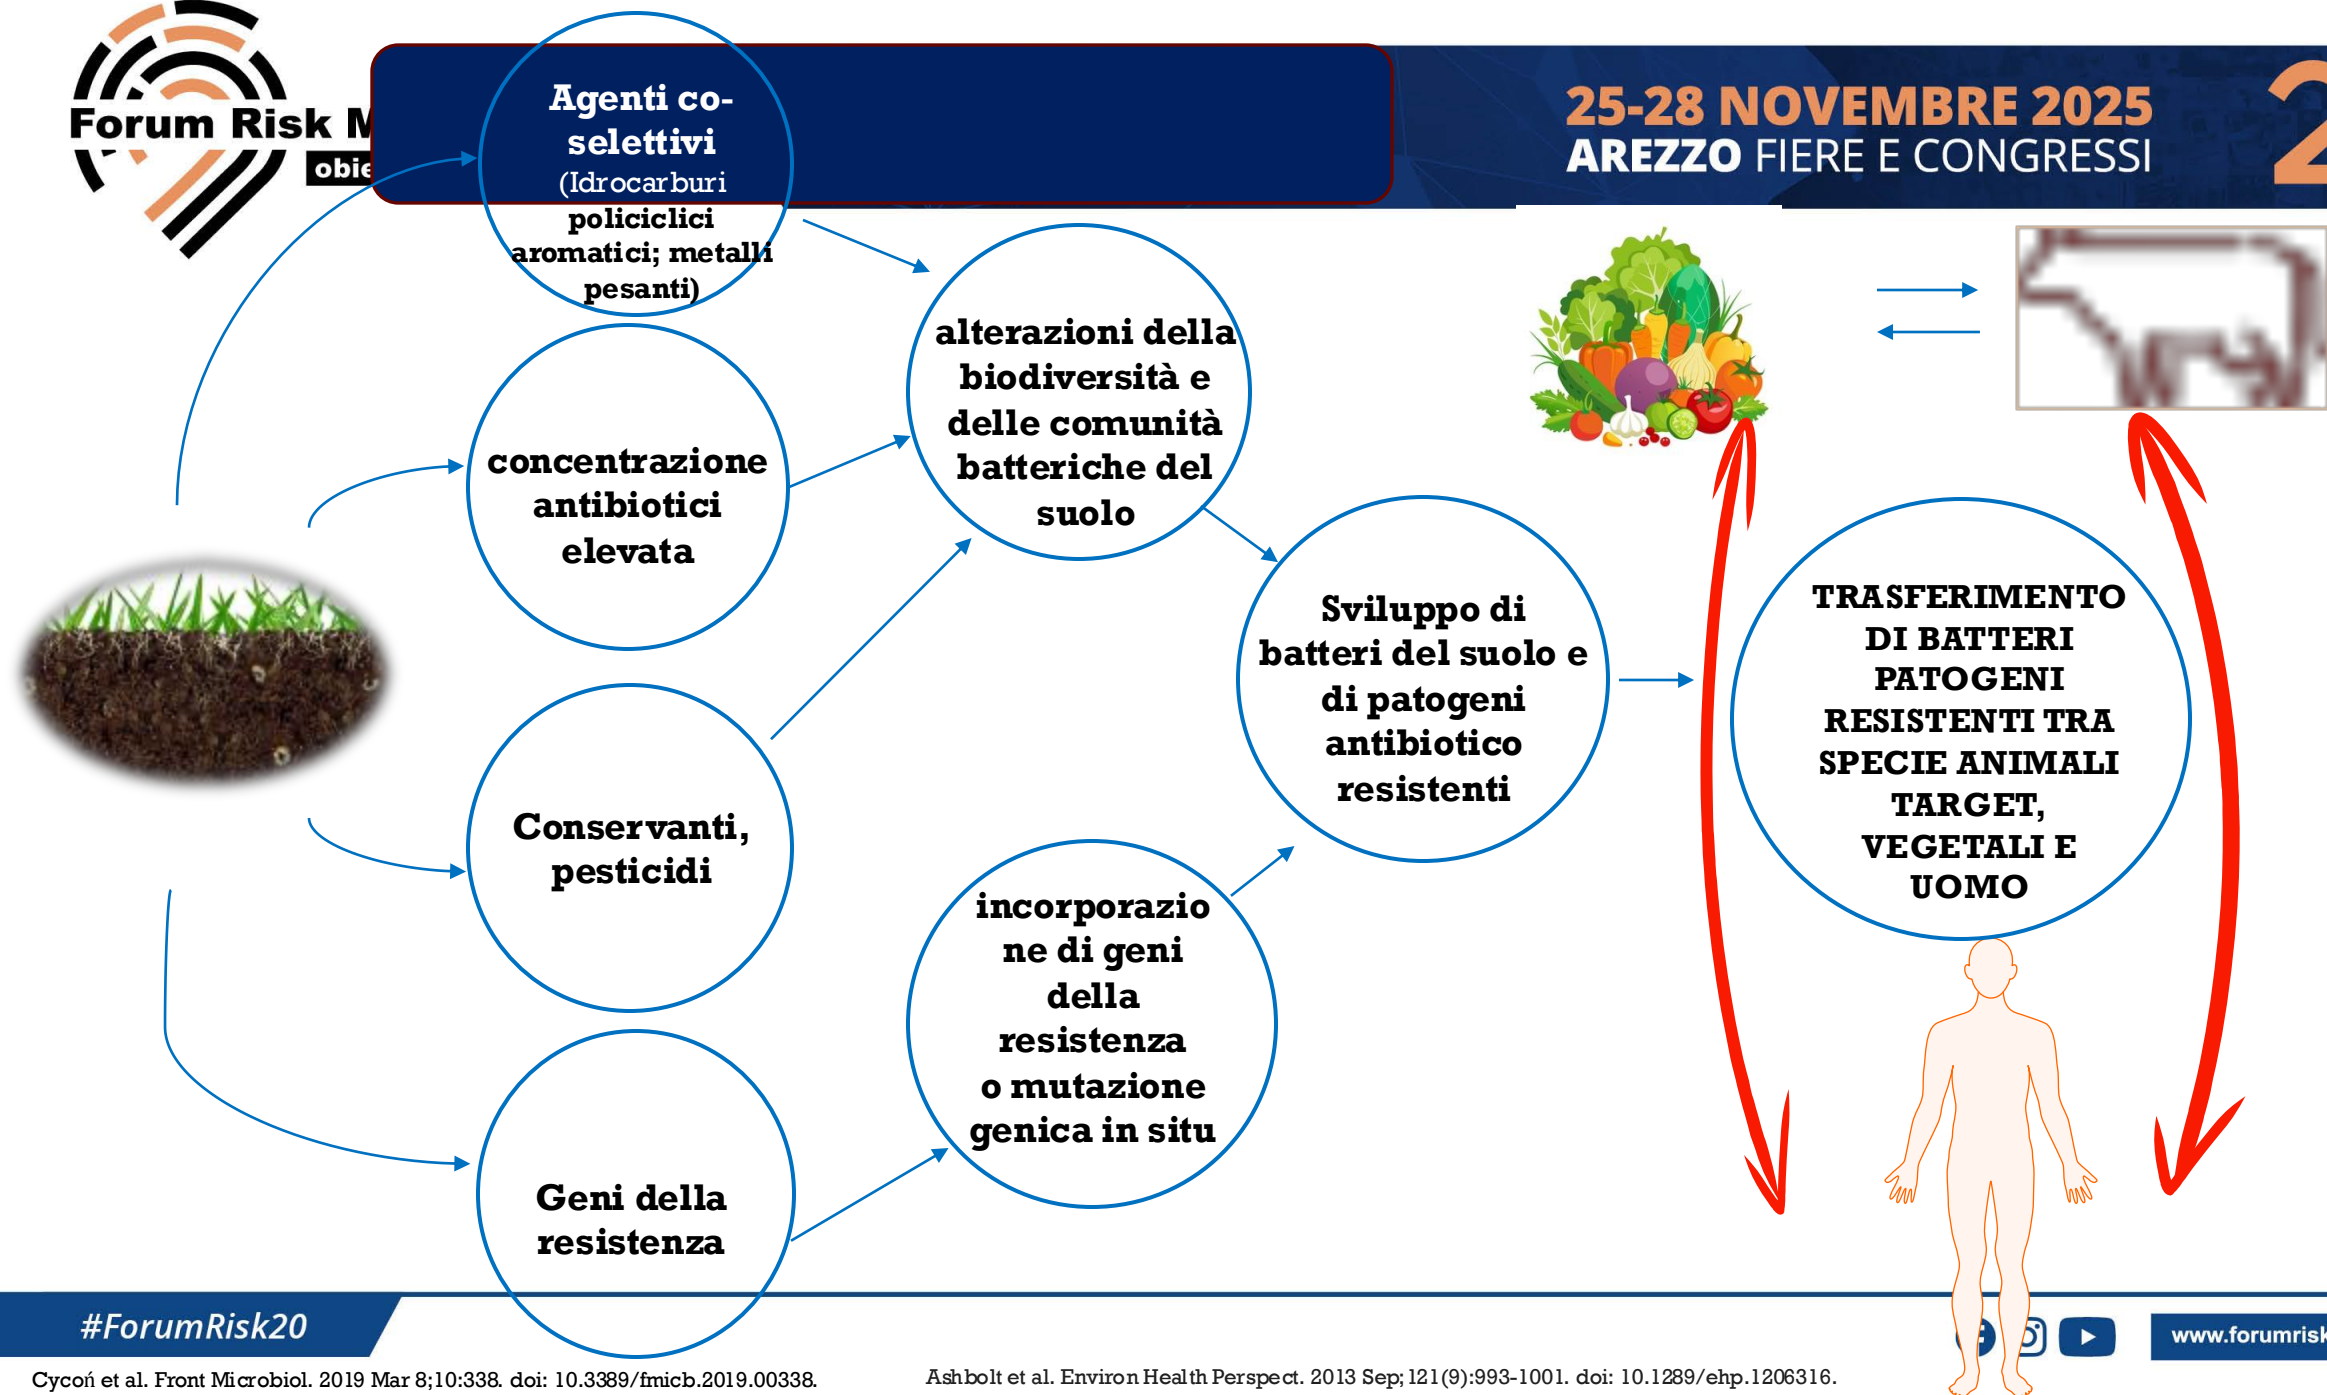 Forum Risk M
obie
25-28 NOVEMBRE 2025
AREZZO FIERE E CONGRESSI
2
Agenti co-
selettivi
(Idrocarburi
policiclici
aromatici; metalli
pesanti)
concentrazione
antibiotici
elevata
Conservanti,
pesticidi
Geni della
resistenza
alterazioni della
biodiversità e
delle comunità
batteriche del
suolo
incorporazio
ne di geni
della
resistenza
o mutazione
genica in situ
Sviluppo di
batteri del suolo e
di patogeni
antibiotico
resistenti
TRASFERIMENTO
DI BATTERI
PATOGENI
RESISTENTI TRA
SPECIE ANIMALI
TARGET,
VEGETALI E
UOMO
#ForumRisk20
www.forumrisk
Cycoń et al. Front Microbiol. 2019 Mar 8;10:338. doi: 10.3389/fmicb.2019.00338.
Ashbolt et al. Environ Health Perspect. 2013 Sep;121(9):993-1001. doi: 10.1289/ehp.1206316.